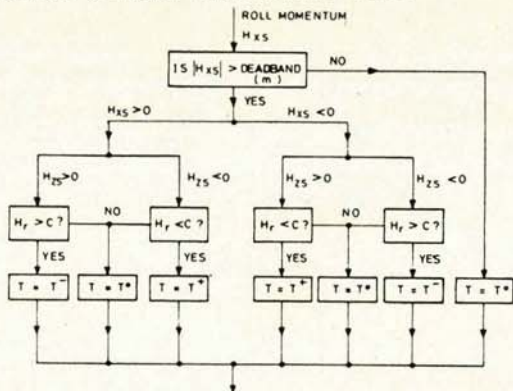 ROLL MOMENTUM
HXS
IS |HXS| > DEADBAND
(m)
NO
YES
HXS>0
HXS <0
HZS>0
HZS<0
HZS >0
HZS <0
Hr > C ?
NO
Hr <C ?
Hr < C ?
NO
Hr > C ?
YES
YES
YES
YES
T = T⁻
T = T*
T = T⁺
T = T⁺
T = T*
T = T⁻
T = T*